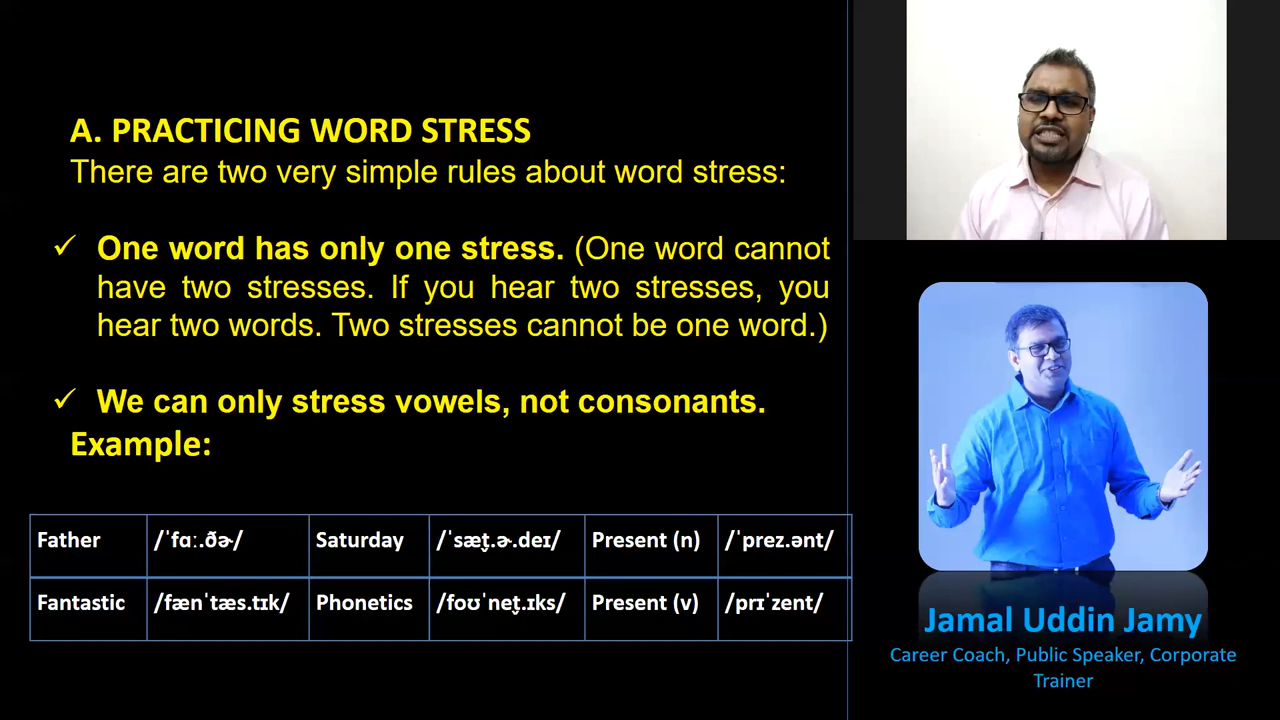 A. PRACTICING WORD STRESS
There are two very simple rules about word stress:
✓ One word has only one stress. (One word cannot
have two stresses. If you hear two stresses, you
hear two words. Two stresses cannot be one word.)
✓ We can only stress vowels, not consonants.
Example:
Father /ˈfɑː.ðɚ/ Saturday /ˈsæt̬.ɚ.deɪ/ Present (n) /ˈprez.ənt/
Fantastic /fænˈtæs.tɪk/ Phonetics /foʊˈnet̬.ɪks/ Present (v) /prɪˈzent/
Jamal Uddin Jamy
Career Coach, Public Speaker, Corporate
Trainer